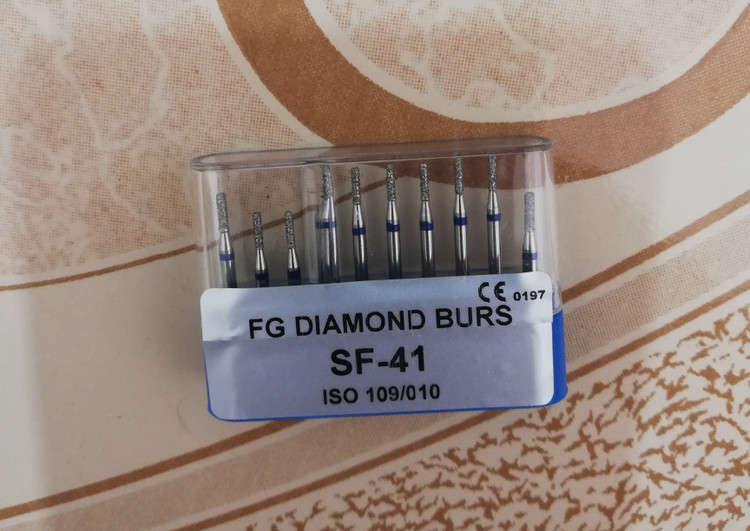 CE 0197
FG DIAMOND BURS
SF-41
ISO 109/010